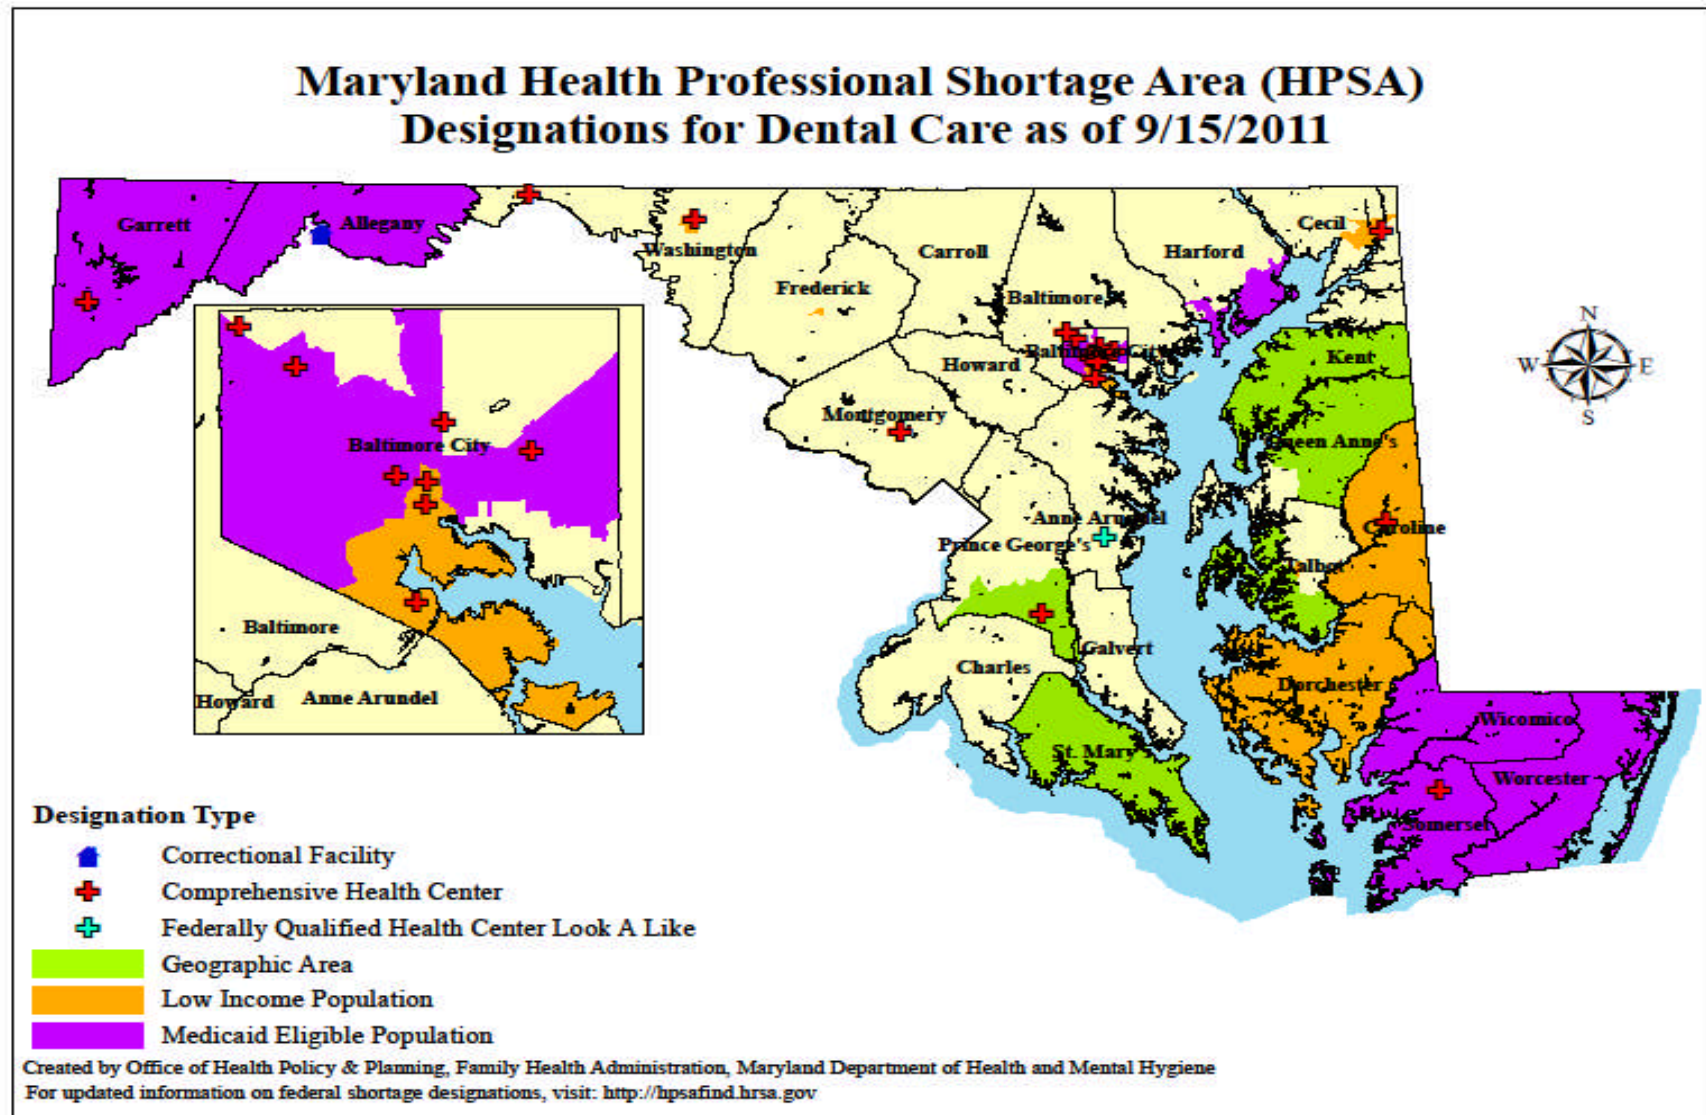 Maryland Health Professional Shortage Area (HPSA)
Designations for Dental Care as of 9/15/2011
Garrett
Allegany
Washington
Frederick
Carroll
Baltimore
Harford
Cecil
Howard
Baltimore City
Montgomery
Kent
Queen Anne's
Anne Arundel
Prince George's
Caroline
Talbot
Charles
Calvert
Dorchester
St. Mary
Wicomico
Worcester
Somerset
N
W
E
S
Baltimore City
Baltimore
Howard
Anne Arundel
Designation Type
Correctional Facility
Comprehensive Health Center
Federally Qualified Health Center Look A Like
Geographic Area
Low Income Population
Medicaid Eligible Population
Created by Office of Health Policy & Planning, Family Health Administration, Maryland Department of Health and Mental Hygiene
For updated information on federal shortage designations, visit: http://hpsafind.hrsa.gov